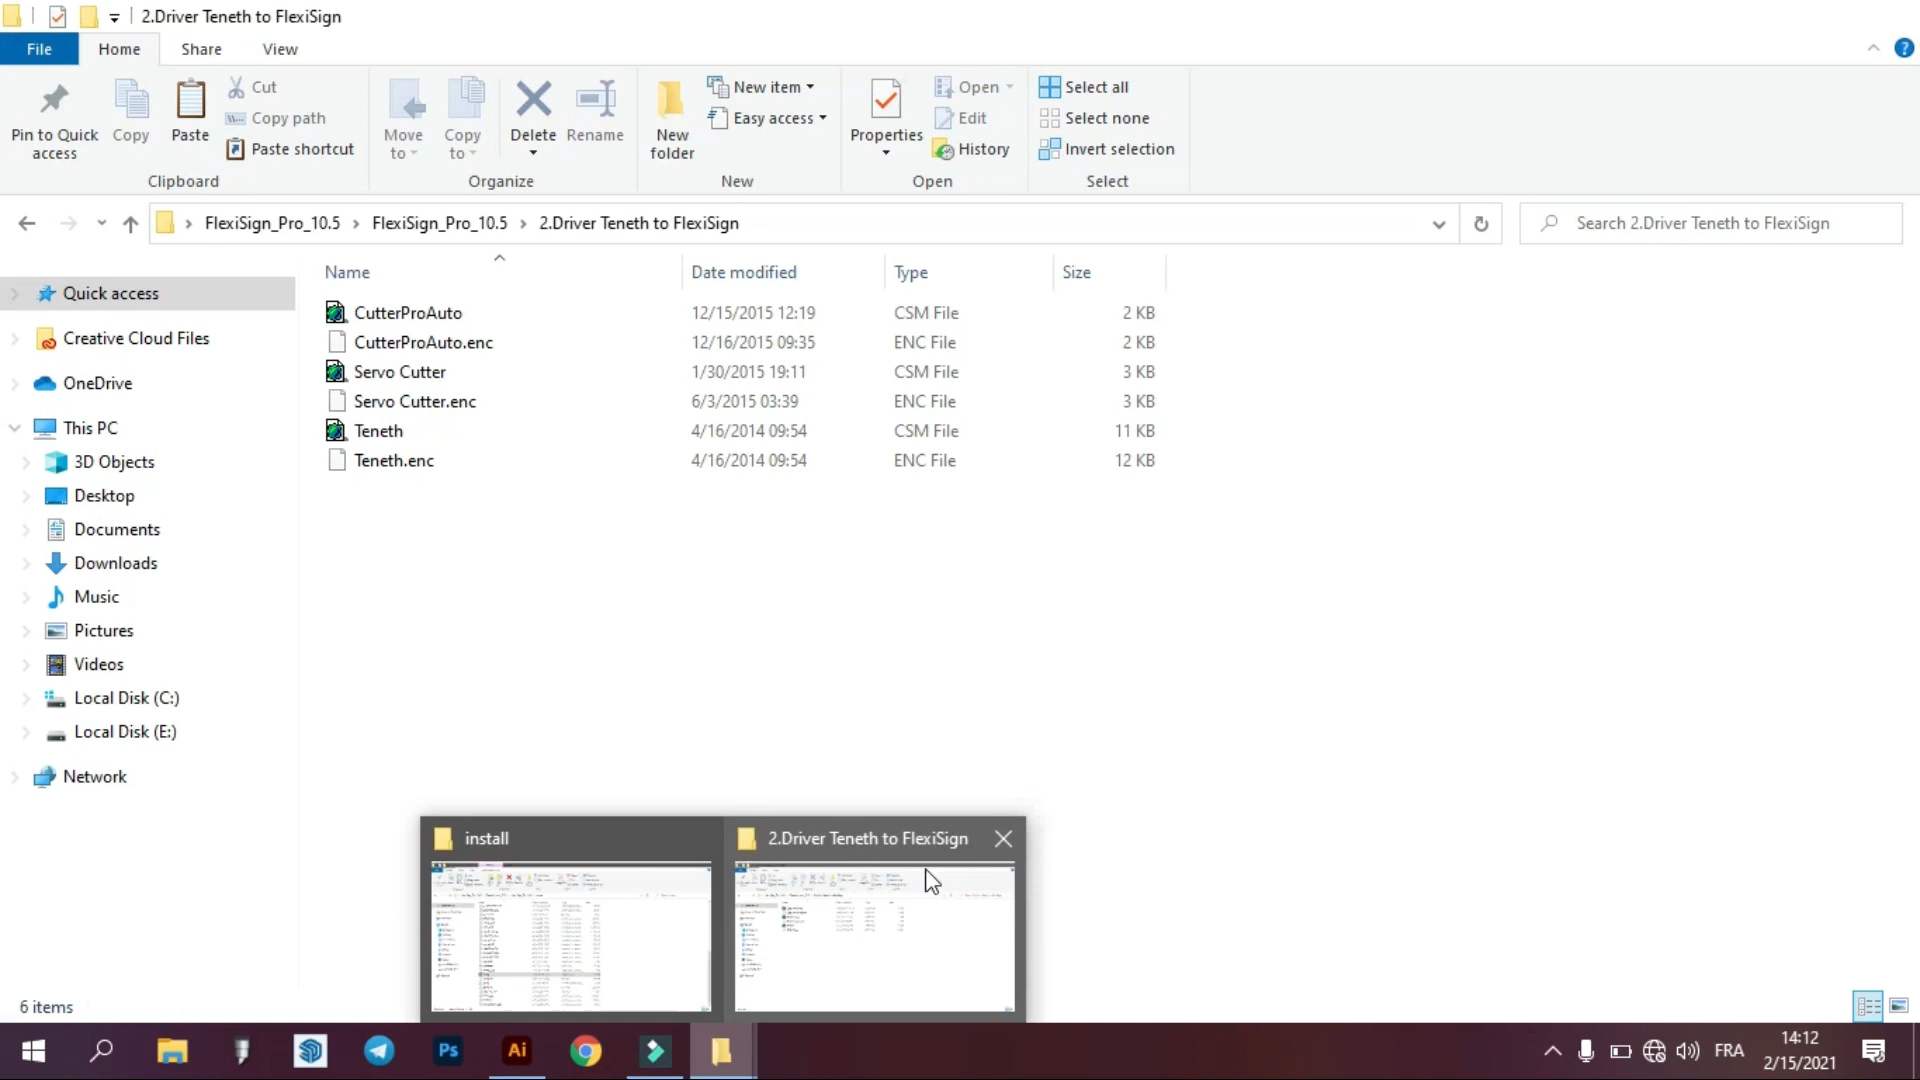 2.Driver Teneth to FlexiSign
File Home Share View
Pin to Quick access
Copy
Paste
Cut
Copy path
Paste shortcut
Clipboard
Move to
Copy to
Delete
Rename
Organize
New folder
New item
Easy access
New
Properties
Open
Edit
History
Open
Select all
Select none
Invert selection
Select
FlexiSign_Pro_10.5 › FlexiSign_Pro_10.5 › 2.Driver Teneth to FlexiSign
Search 2.Driver Teneth to FlexiSign
Name Date modified Type Size
CutterProAuto 12/15/2015 12:19 CSM File 2 KB
CutterProAuto.enc 12/16/2015 09:35 ENC File 2 KB
Servo Cutter 1/30/2015 19:11 CSM File 3 KB
Servo Cutter.enc 6/3/2015 03:39 ENC File 3 KB
Teneth 4/16/2014 09:54 CSM File 11 KB
Teneth.enc 4/16/2014 09:54 ENC File 12 KB
Quick access
Creative Cloud Files
OneDrive
This PC
3D Objects
Desktop
Documents
Downloads
Music
Pictures
Videos
Local Disk (C:)
Local Disk (E:)
Network
install
2.Driver Teneth to FlexiSign
6 items
Ps
Ai
FRA
14:12
2/15/2021